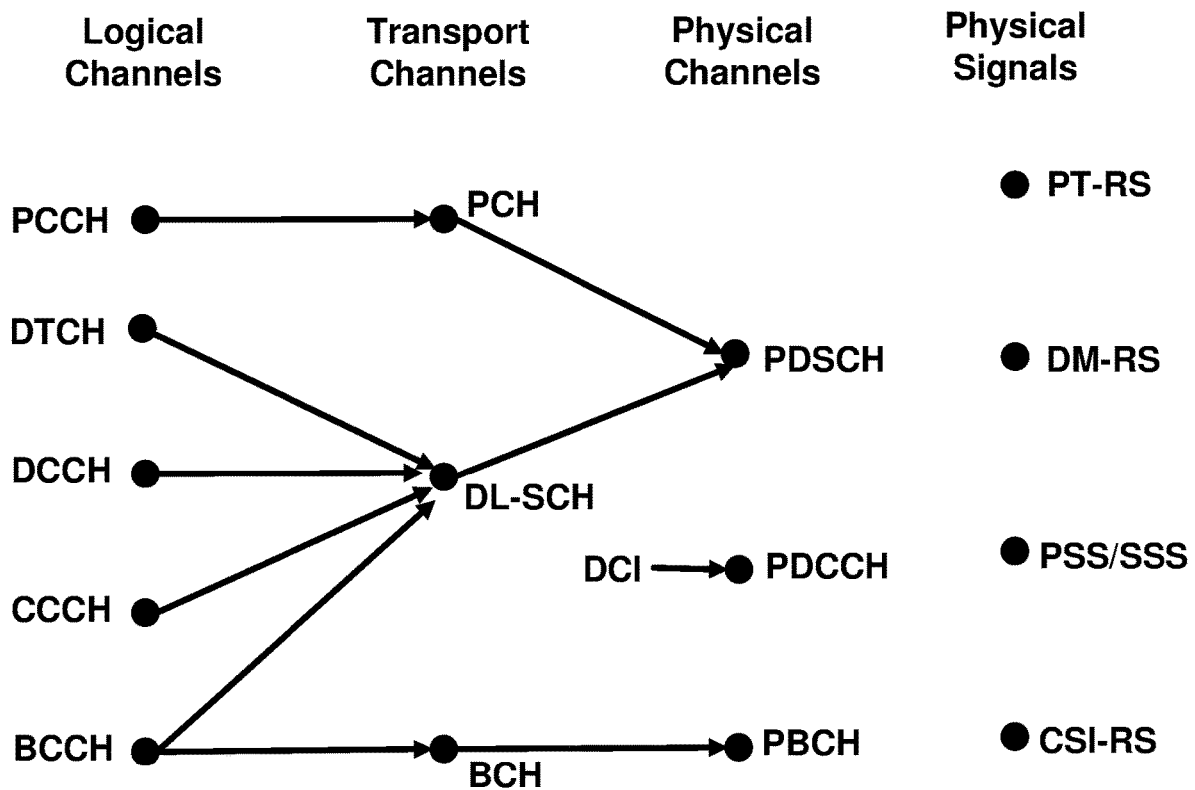 Logical
Channels
Transport
Channels
Physical
Channels
Physical
Signals
PCCH
PCH
PT-RS
DTCH
PDSCH
DM-RS
DCCH
DL-SCH
DCI
PDCCH
PSS/SSS
CCCH
BCCH
BCH
PBCH
CSI-RS